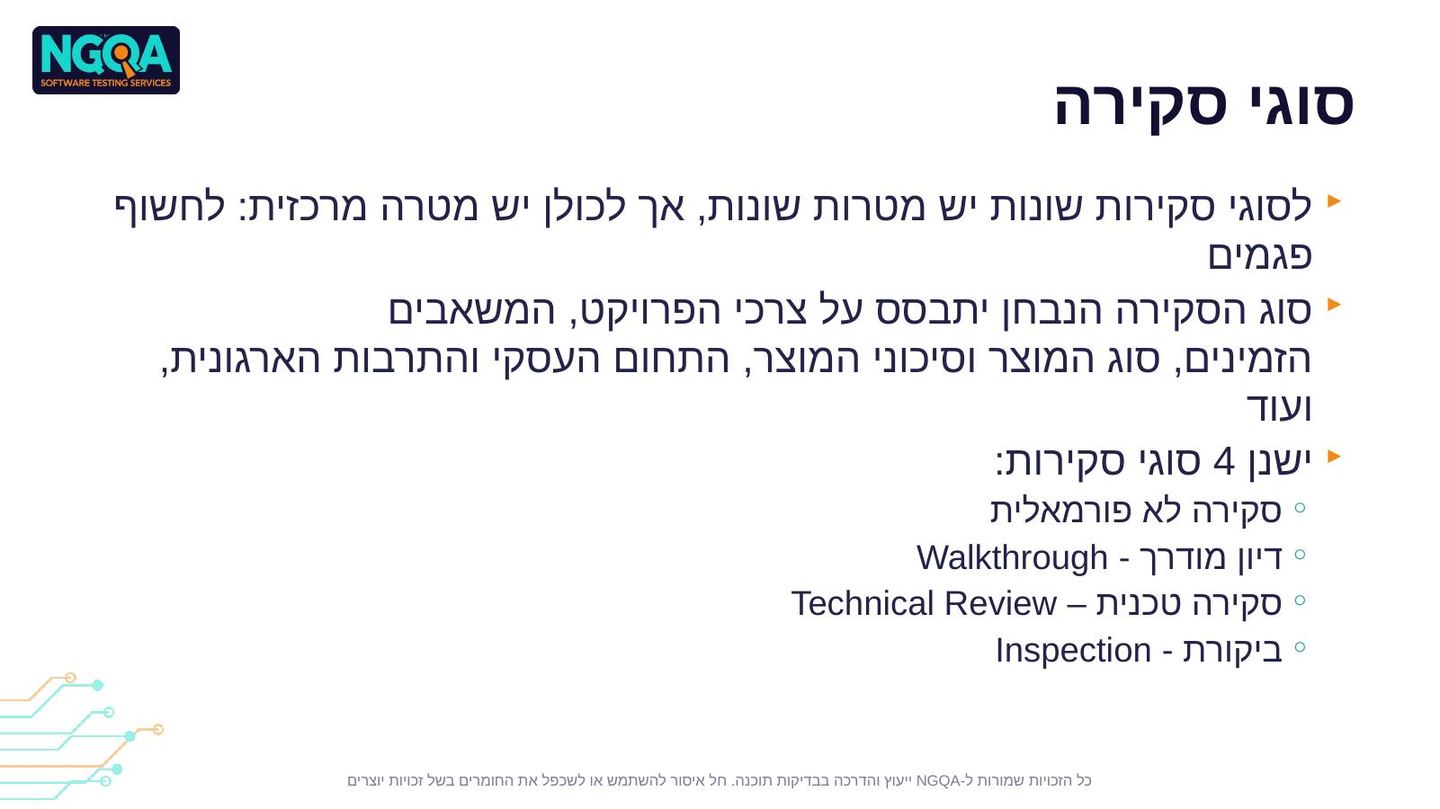 NGQA
SOFTWARE TESTING SERVICES
סוגי סקירה
לסוגי סקירות שונות יש מטרות שונות, אך לכולן יש מטרה מרכזית: לחשוף
פגמים
סוג הסקירה הנבחן יתבסס על צרכי הפרויקט, המשאבים
הזמינים, סוג המוצר וסיכוני המוצר, התחום העסקי והתרבות הארגונית,
ועוד
ישנן 4 סוגי סקירות:
סקירה לא פורמאלית
דיון מודרך - Walkthrough
סקירה טכנית – Technical Review
ביקורת - Inspection
כל הזכויות שמורות ל-NGQA ייעוץ והדרכה בבדיקות תוכנה. חל איסור להשתמש או לשכפל את החומרים בשל זכויות יוצרים